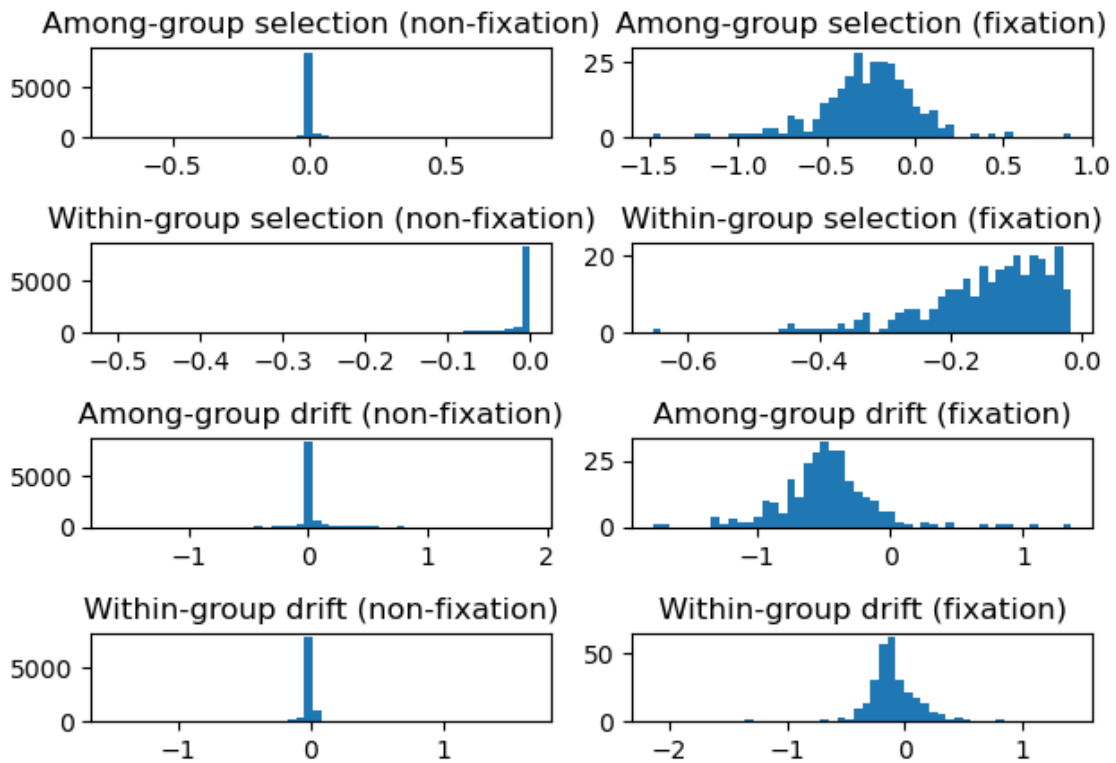 Among-group selection (non-fixation)
5000
0
−0.5 0.0 0.5
Among-group selection (fixation)
25
0
−1.5 −1.0 −0.5 0.0 0.5 1.0
Within-group selection (non-fixation)
5000
0
−0.5 −0.4 −0.3 −0.2 −0.1 0.0
Within-group selection (fixation)
20
0
−0.6 −0.4 −0.2 −0.0
Among-group drift (non-fixation)
5000
0
−1 0 1 2
Among-group drift (fixation)
25
0
−1 0 1
Within-group drift (non-fixation)
5000
0
−1 0 1
Within-group drift (fixation)
50
0
−2 −1 0 1